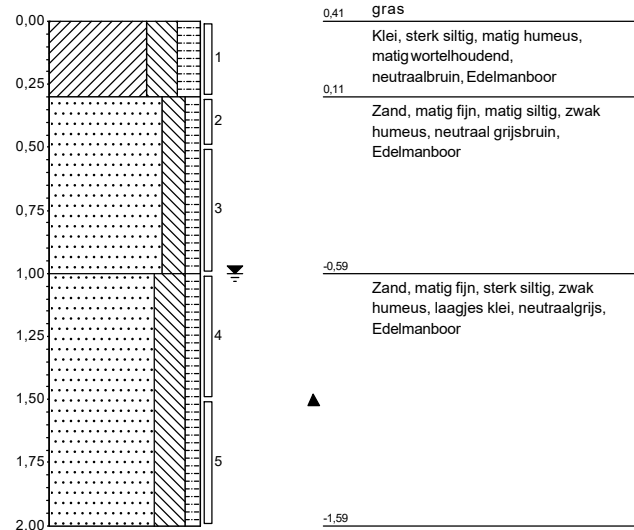 0,00
0,25
0,50
0,75
1,00
1,25
1,50
1,75
2,00
1
2
3
4
5
0,41 gras
Klei, sterk siltig, matig humeus,
matig wortelhoudend,
neutraalbruin, Edelmanboor
0,11
Zand, matig fijn, matig siltig, zwak
humeus, neutraal grijsbruin,
Edelmanboor
-0,59
Zand, matig fijn, sterk siltig, zwak
humeus, laagjes klei, neutraalgrijs,
Edelmanboor
-1,59